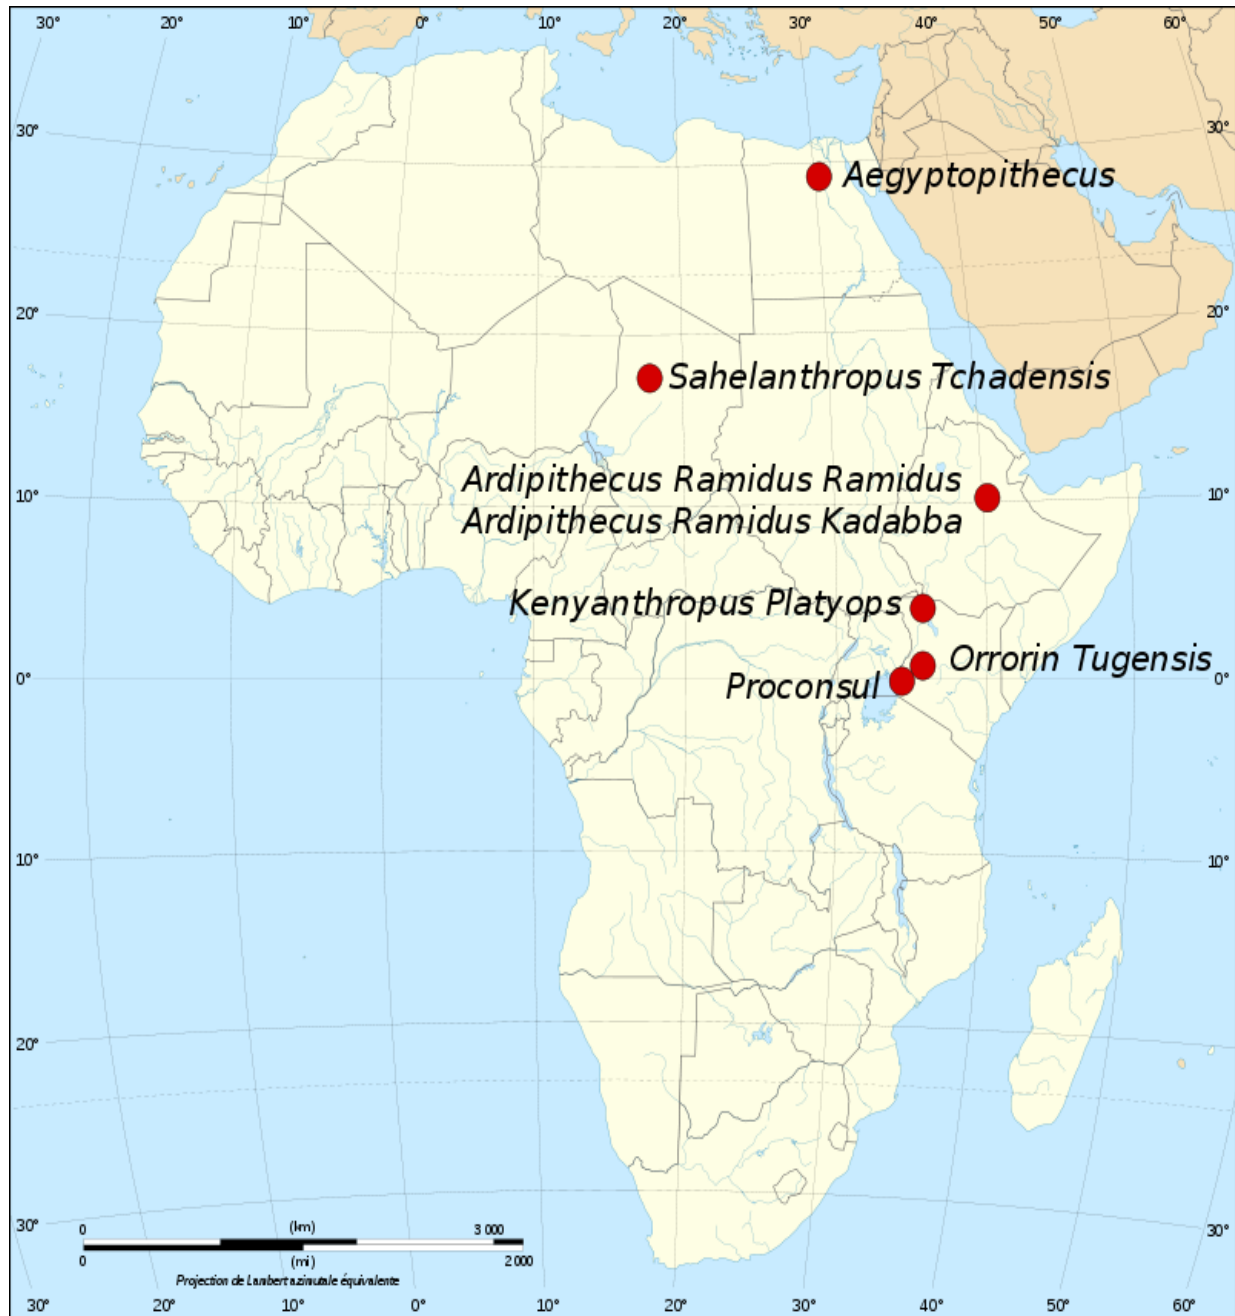 30° 20° 10° 0° 10° 20° 30° 40° 50° 60°
30° 30°
Aegyptopithecus
20° 20°
Sahelanthropus Tchadensis
Ardipithecus Ramidus Ramidus
10° 10°
Ardipithecus Ramidus Kadabba
Kenyanthropus Platyops
Orrorin Tugensis
0° 0°
Proconsul
10° 10°
20° 20°
30° 30°
0 (km) 3 000
0 (mi) 2 000
Projection de Lambert azimutale équivalente
30° 20° 10° 0° 10° 20° 30° 40° 50° 60°